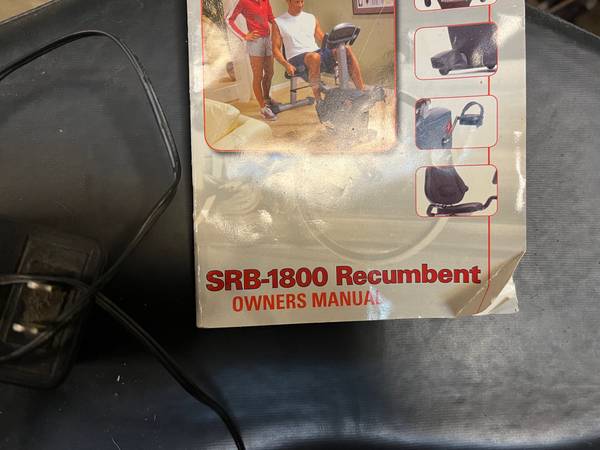 SRB-1800 Recumbent
OWNERS MANUAL